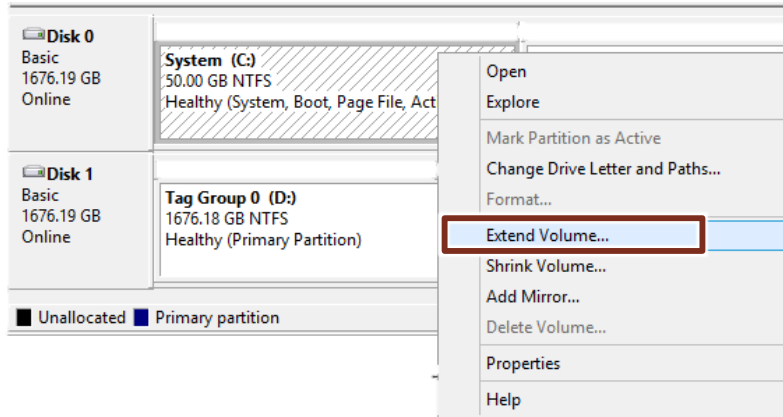 Disk 0
Basic
1676.19 GB
Online
System (C:)
50.00 GB NTFS
Healthy (System, Boot, Page File, Act
Disk 1
Basic
1676.19 GB
Online
Tag Group 0 (D:)
1676.18 GB NTFS
Healthy (Primary Partition)
Unallocated Primary partition
Open
Explore
Mark Partition as Active
Change Drive Letter and Paths...
Format...
Extend Volume...
Shrink Volume...
Add Mirror...
Delete Volume...
Properties
Help